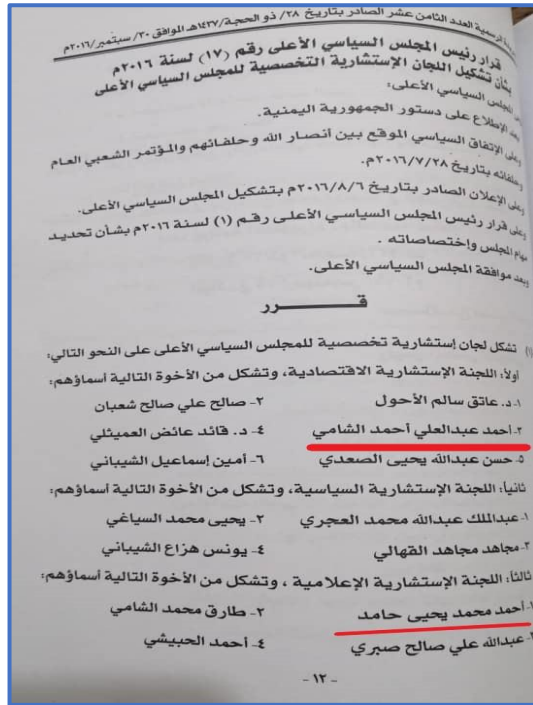 الرسمية العدد الثامن عشر الصادر بتاريخ ٢٨/ ذو الحجة/١٤٣٧هـ الموافق ٣٠/ سبتمبر/٢٠١٦م
قرار رئيس المجلس السياسي الأعلى رقم (١٧) لسنة ٢٠١٦م
بشأن تشكيل اللجان الإستشارية التخصصية للمجلس السياسي الأعلى
المجلس السياسي الأعلى:
الإطلاع على دستور الجمهورية اليمنية.
وعلى الإتفاق السياسي الموقع بين أنصار الله وحلفائهم والمؤتمر الشعبي العام
وحلفائه بتاريخ ٢٠١٦/٧/٢٨م.
وعلى الإعلان الصادر بتاريخ ٢٠١٦/٨/٦م بتشكيل المجلس السياسي الأعلى.
وعلى قرار رئيس المجلس السياسي الأعلى رقم (١) لسنة ٢٠١٦م بشأن تحديد
مهام المجلس وإختصاصاته .
وبعد موافقة المجلس السياسي الأعلى.
قـــــــرر
(١) تشكل لجان إستشارية تخصصية للمجلس السياسي الأعلى على النحو التالي:
أولاً: اللجنة الإستشارية الاقتصادية، وتشكل من الأخوة التالية أسماؤهم:
١- د. عاتق سالم الأحول ٢- صالح علي صالح شعبان
٣- أحمد عبدالعلي أحمد الشامي ٤- د. قائد عائض العميثلي
٥- حسن عبدالله يحيى الصعدي ٦- أمين إسماعيل الشيباني
ثانياً: اللجنة الإستشارية السياسية، وتشكل من الأخوة التالية أسماؤهم:
١- عبدالملك عبدالله محمد العجري ٢- يحيى محمد السياغي
٣- مجاهد مجاهد القهالي ٤- يونس هزاع الشيباني
ثالثاً: اللجنة الإستشارية الإعلامية ، وتشكل من الأخوة التالية أسماؤهم:
١- أحمد محمد يحيى حامد ٢- طارق محمد الشامي
٣- عبدالله علي صالح صبري ٤- أحمد الحبيشي
- ١٢ -